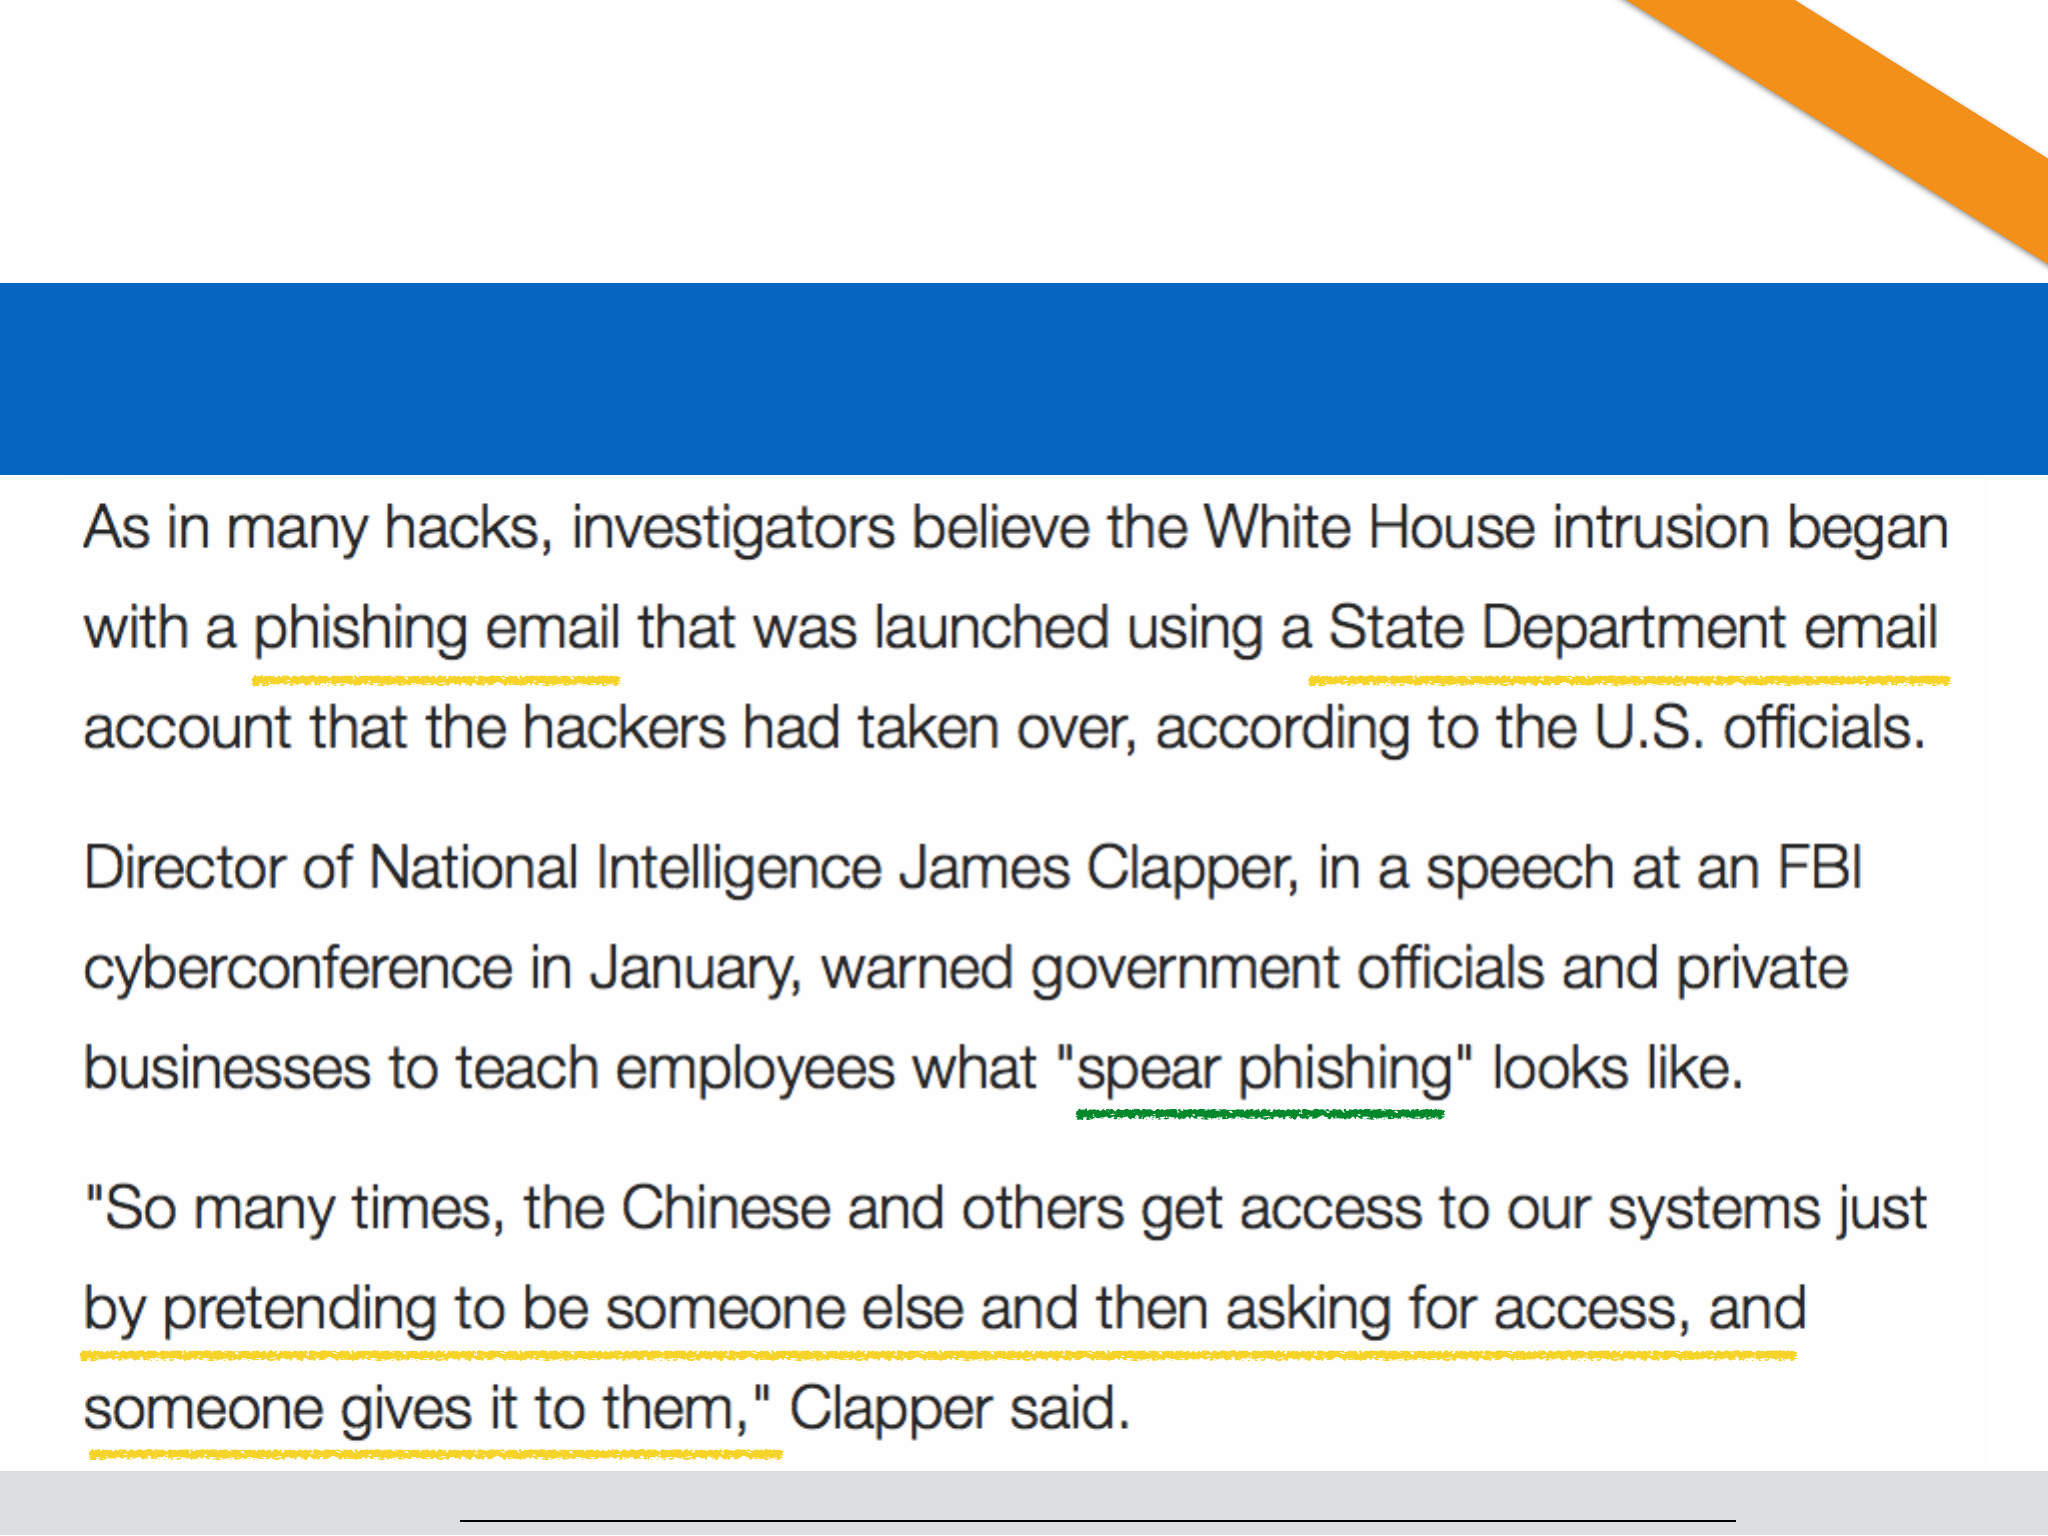 As in many hacks, investigators believe the White House intrusion began
with a phishing email that was launched using a State Department email
account that the hackers had taken over, according to the U.S. officials.
Director of National Intelligence James Clapper, in a speech at an FBI
cyberconference in January, warned government officials and private
businesses to teach employees what "spear phishing" looks like.
"So many times, the Chinese and others get access to our systems just
by pretending to be someone else and then asking for access, and
someone gives it to them," Clapper said.